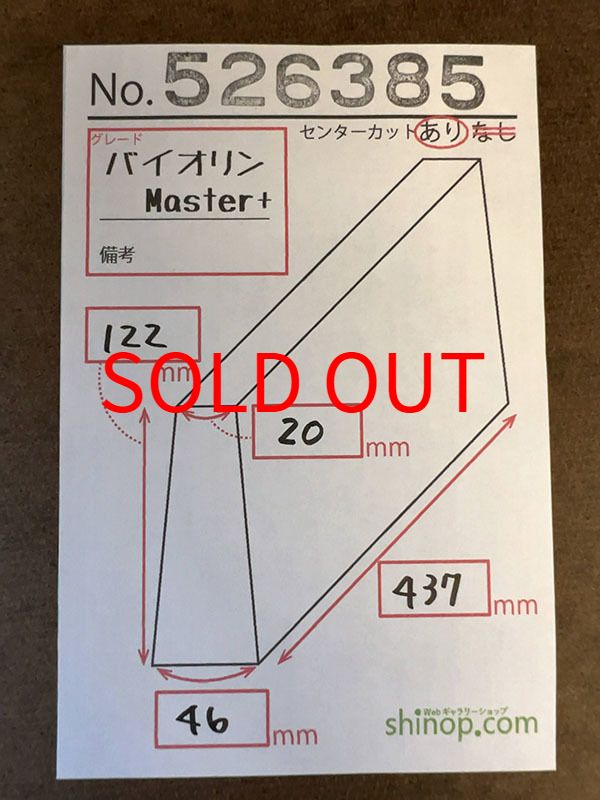 No. 526385
センターカット あり なし
グレード
バイオリン
Master+
備考
122
mm
SOLD OUT
20
mm
437
mm
46
mm
Webギャラリーショップ
shinop.com